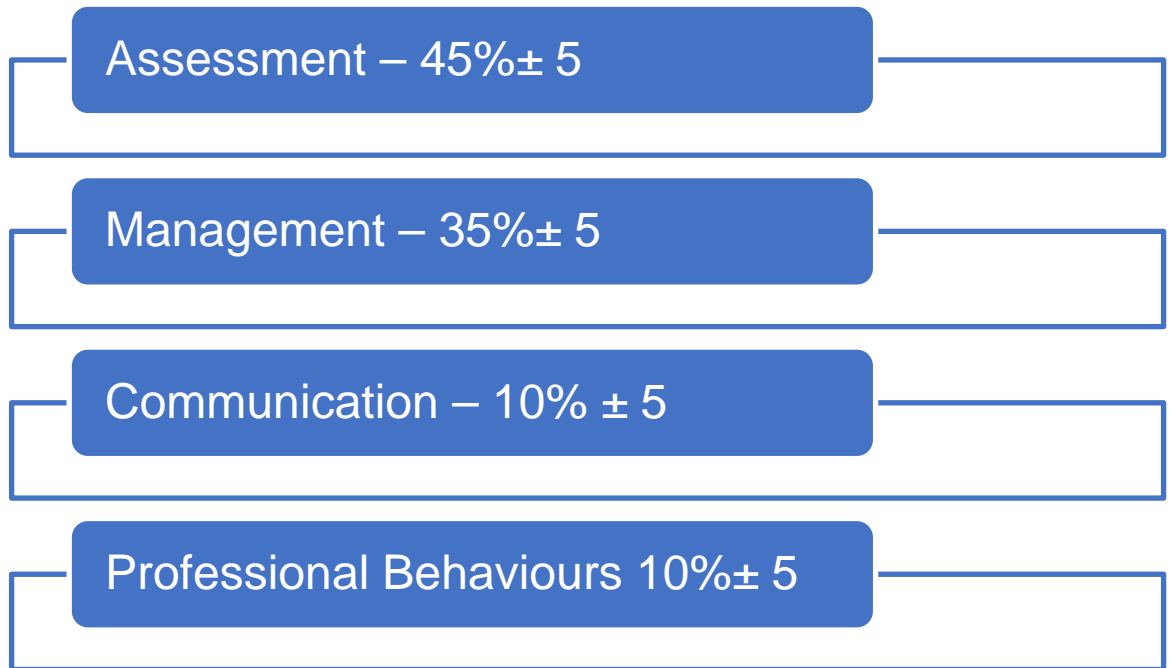 Assessment – 45%± 5
Management – 35%± 5
Communication – 10% ± 5
Professional Behaviours 10%± 5